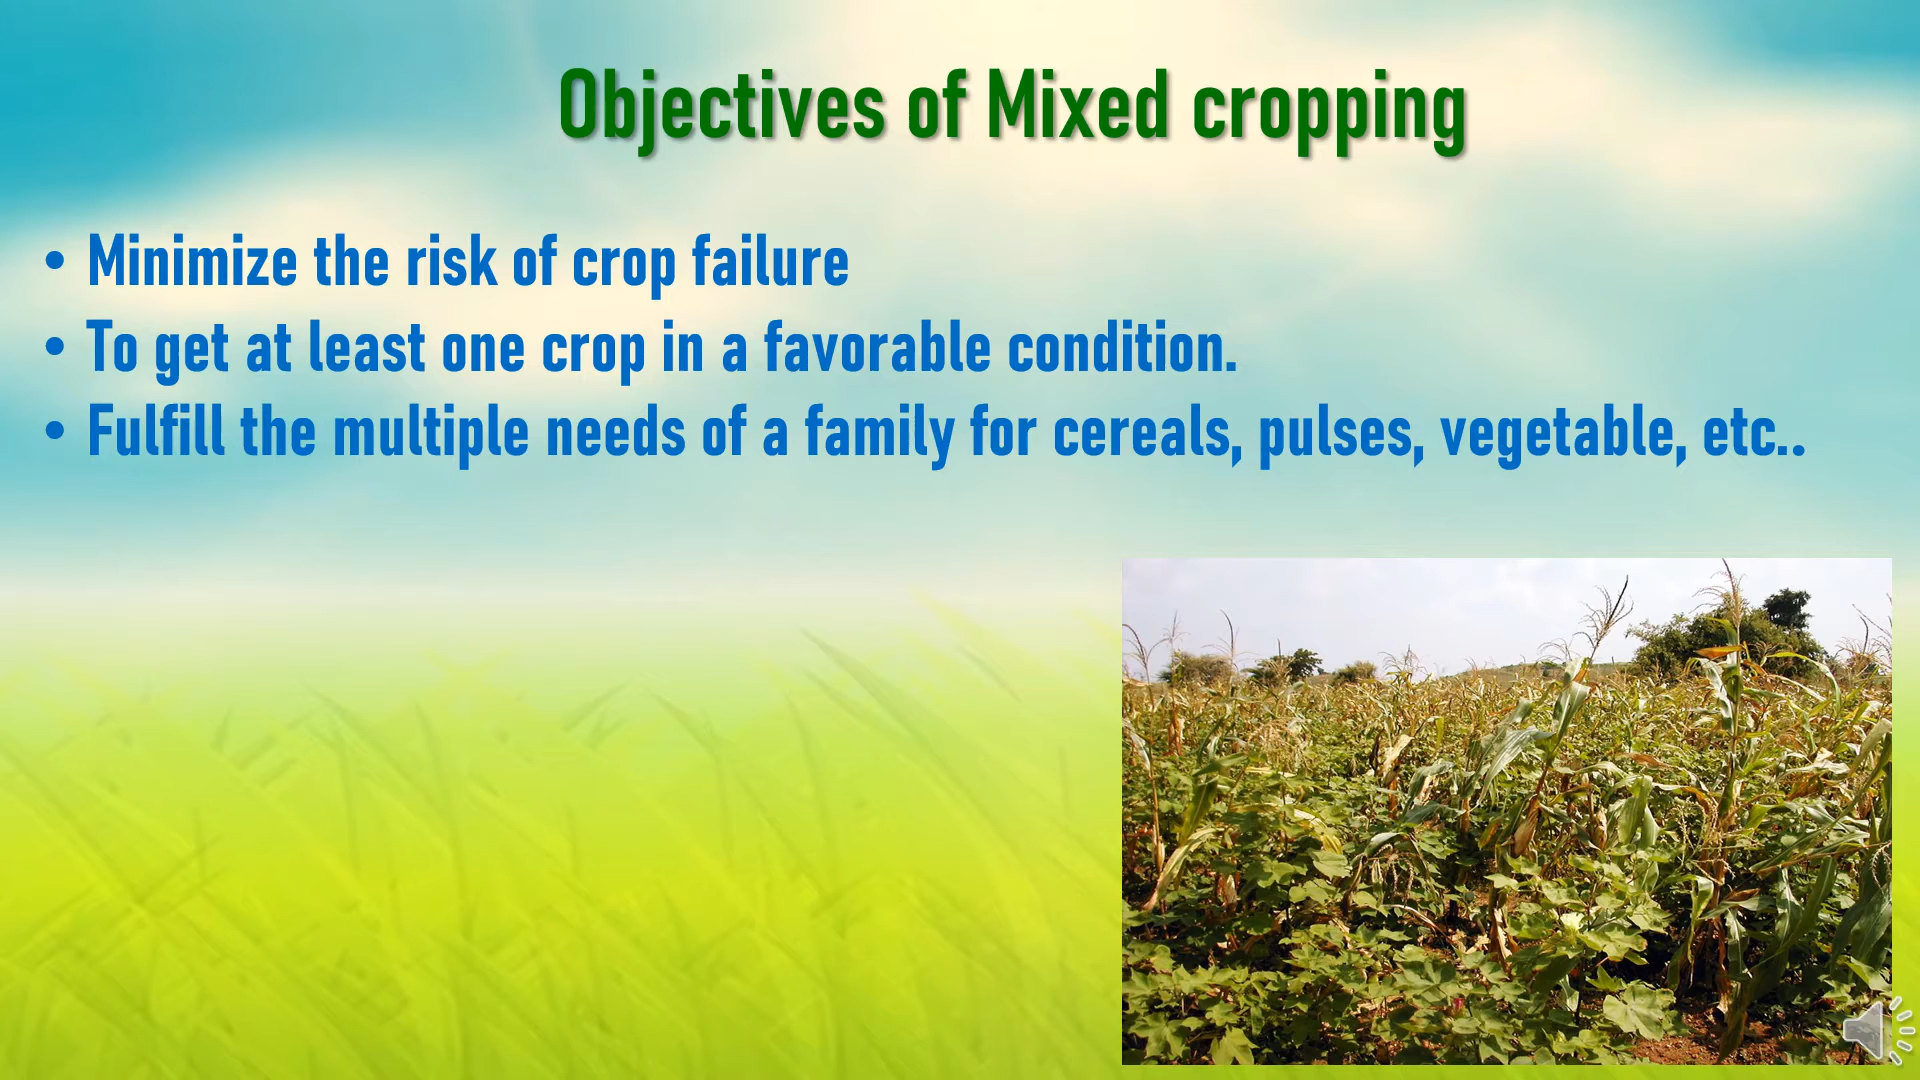 Objectives of Mixed cropping
• Minimize the risk of crop failure
• To get at least one crop in a favorable condition.
• Fulfill the multiple needs of a family for cereals, pulses, vegetable, etc..